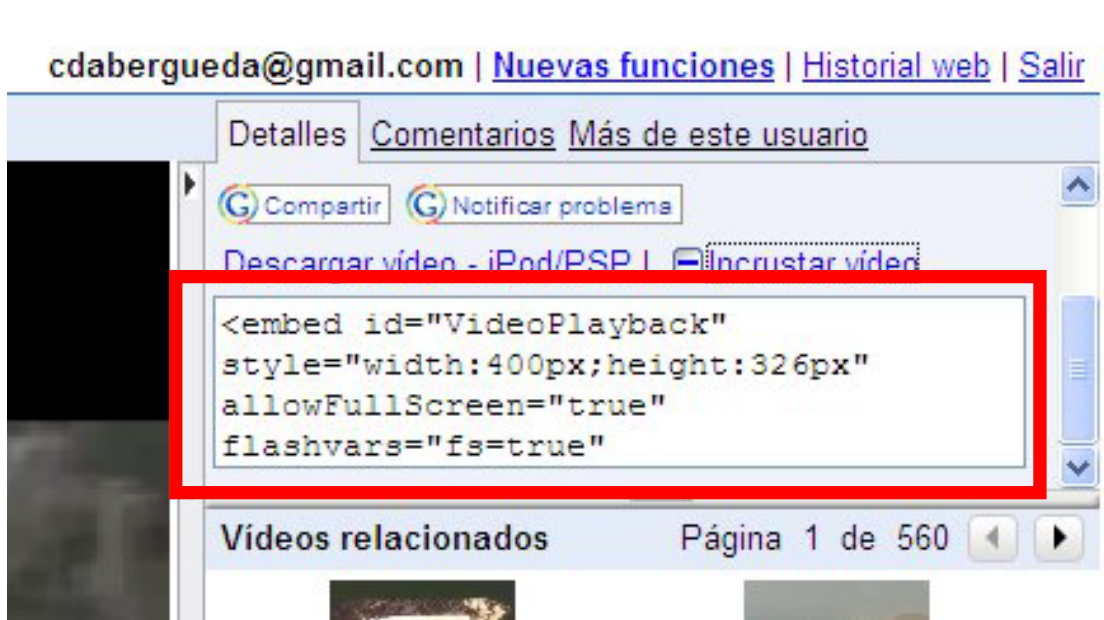 cdabergueda@gmail.com | Nuevas funciones | Historial web | Salir
Detalles Comentarios Más de este usuario
Compartir Notificar problema
Descargar vídeo - iPod/PSP | Incrustar vídeo
<embed id="VideoPlayback"
style="width:400px;height:326px"
allowFullScreen="true"
flashvars="fs=true"
Vídeos relacionados Página 1 de 560